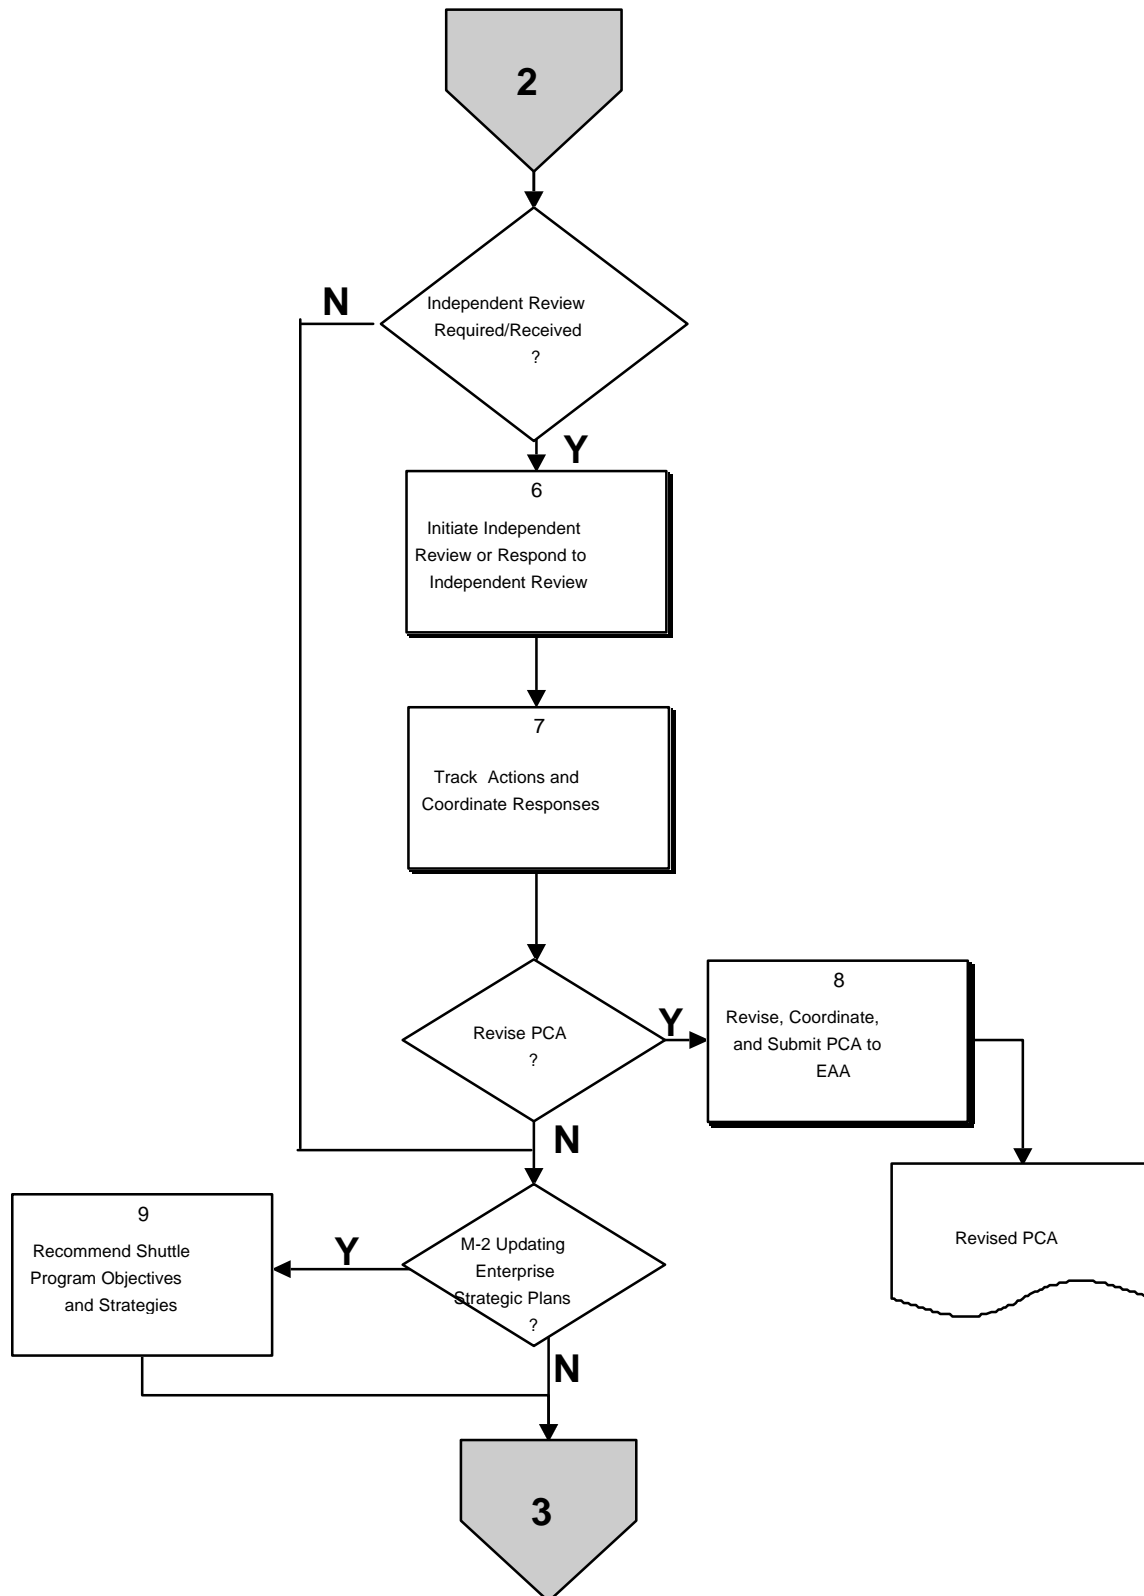 2
N
Independent Review
Required/Received
?
Y
6
Initiate Independent
Review or Respond to
Independent Review
7
Track Actions and
Coordinate Responses
Revise PCA
?
Y
8
Revise, Coordinate,
and Submit PCA to
EAA
N
Revised PCA
9
Recommend Shuttle
Program Objectives
and Strategies
Y
M-2 Updating
Enterprise
Strategic Plans
?
N
3